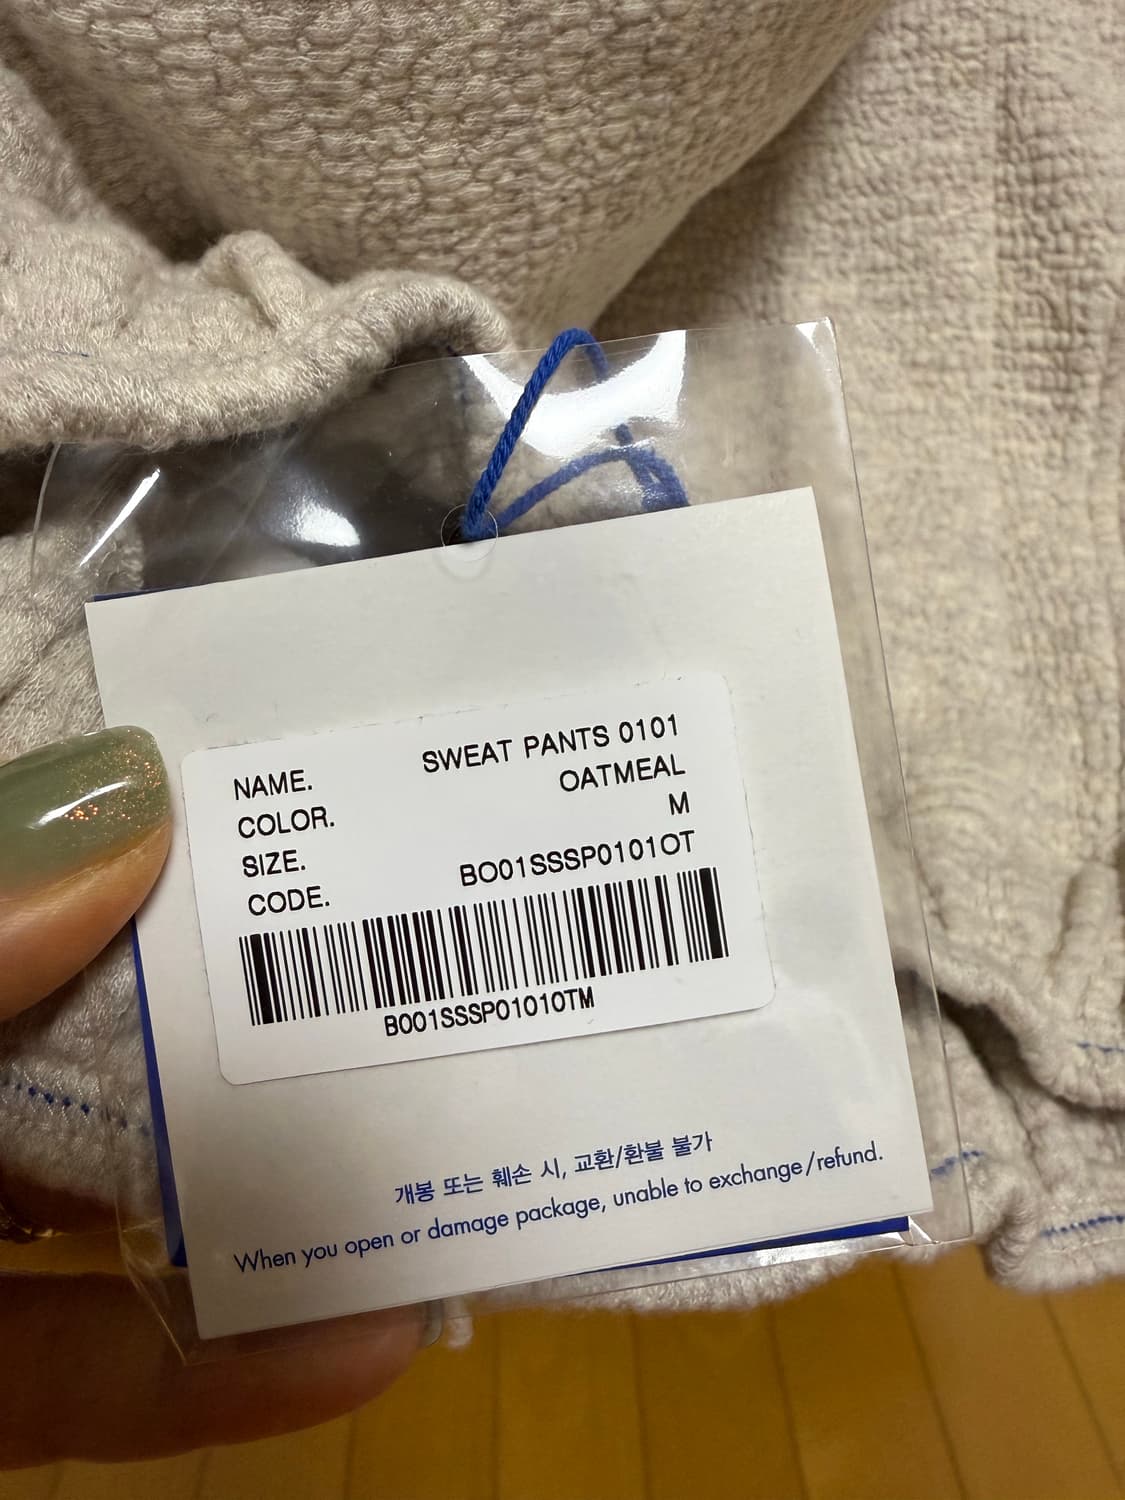 NAME. SWEAT PANTS 0101
COLOR. OATMEAL
SIZE. M
CODE. BO01SSSP0101OT
BO01SSSP0101OTM
개봉 또는 훼손 시, 교환/환불 불가
When you open or damage package, unable to exchange/refund.